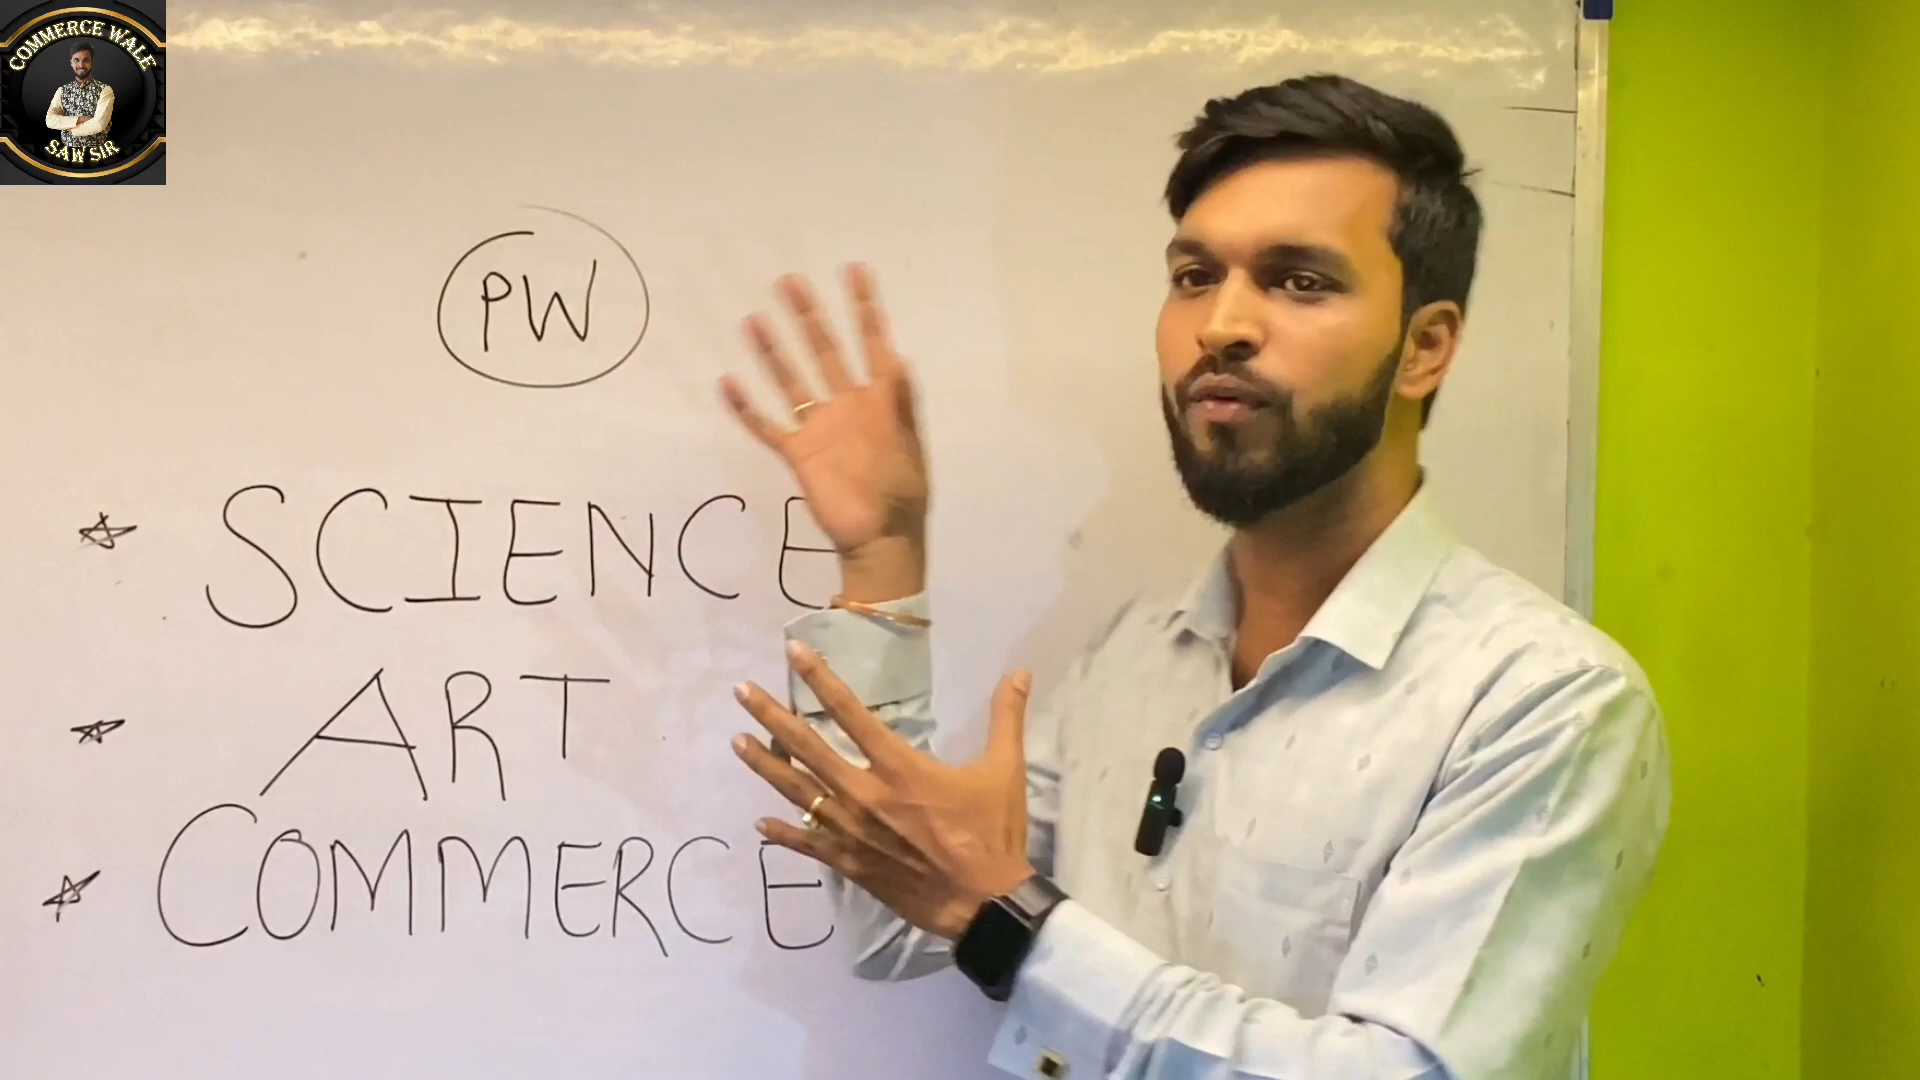 COMMERCE WALE
SAW SIR
PW
SCIENCE
ART
COMMERCE